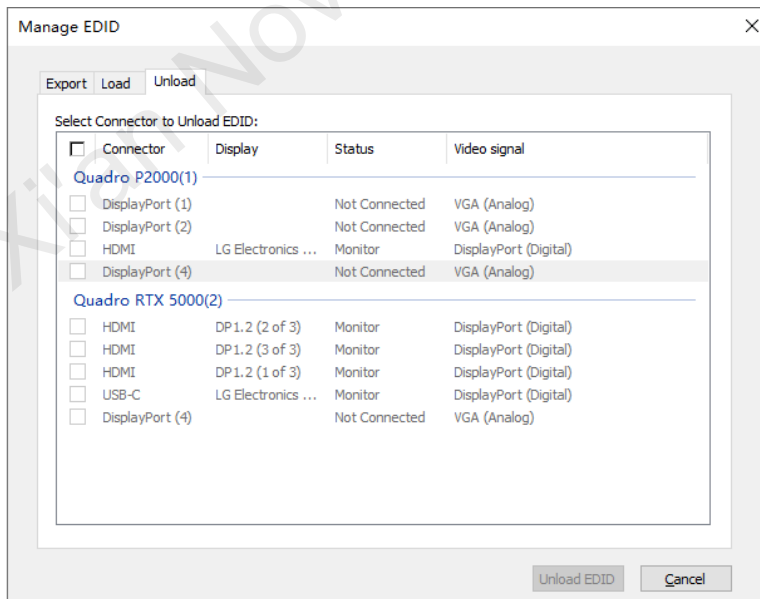 Manage EDID
Export Load Unload
Select Connector to Unload EDID:
Connector Display Status Video signal
Quadro P2000(1)
DisplayPort (1) Not Connected VGA (Analog)
DisplayPort (2) Not Connected VGA (Analog)
HDMI LG Electronics ... Monitor DisplayPort (Digital)
DisplayPort (4) Not Connected VGA (Analog)
Quadro RTX 5000(2)
HDMI DP1.2 (2 of 3) Monitor DisplayPort (Digital)
HDMI DP1.2 (3 of 3) Monitor DisplayPort (Digital)
HDMI DP1.2 (1 of 3) Monitor DisplayPort (Digital)
USB-C LG Electronics ... Monitor DisplayPort (Digital)
DisplayPort (4) Not Connected VGA (Analog)
Unload EDID Cancel
Xi'an Nov